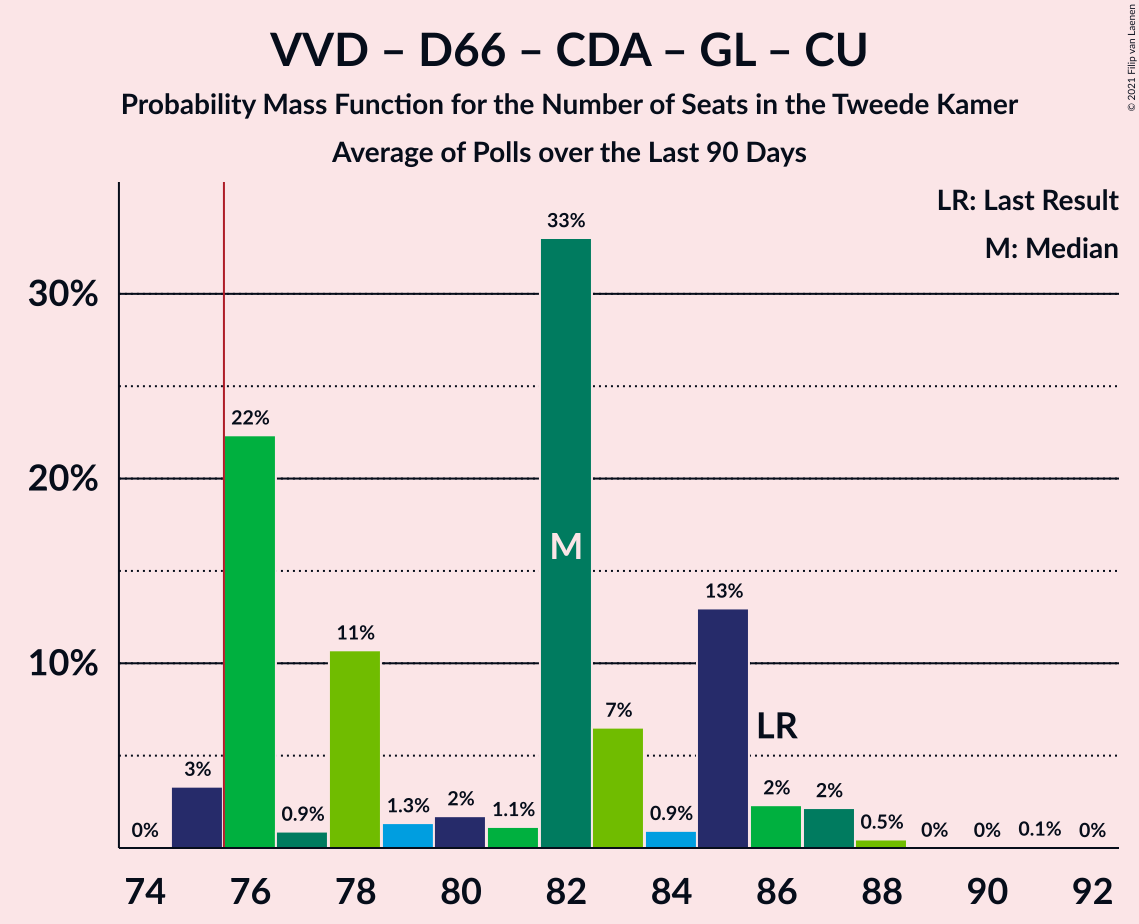 VVD – D66 – CDA – GL – CU
Probability Mass Function for the Number of Seats in the Tweede Kamer
Average of Polls over the Last 90 Days
© 2021 Filip van Laenen
LR: Last Result
M: Median
30%
20%
10%
0%
3%
22%
0.9%
11%
1.3%
2%
1.1%
33%
M
7%
0.9%
13%
LR
2%
2%
0.5%
0%
0%
0.1%
0%
74 76 78 80 82 84 86 88 90 92